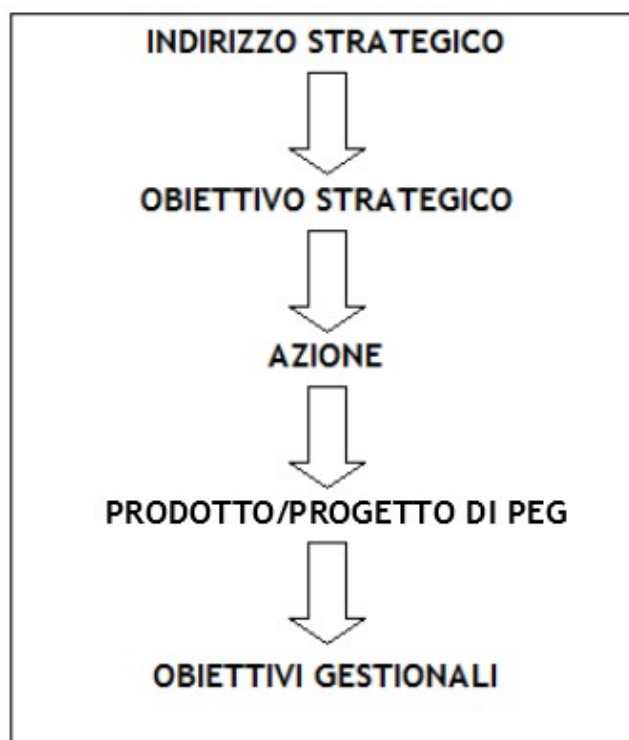 INDIRIZZO STRATEGICO
OBIETTIVO STRATEGICO
AZIONE
PRODOTTO/PROGETTO DI PEG
OBIETTIVI GESTIONALI